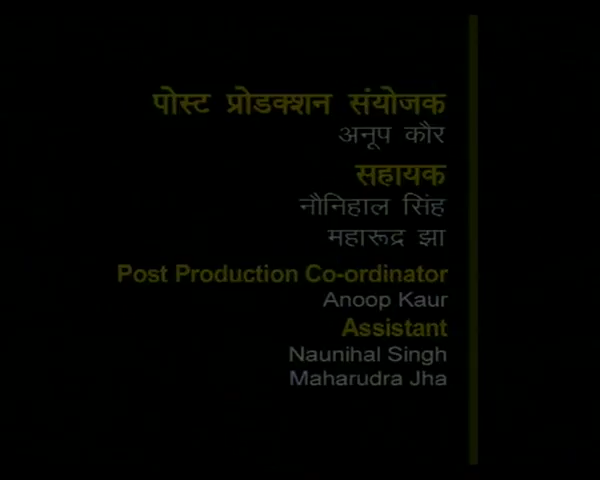 पोस्ट प्रोडक्शन संयोजक
अनूप कौर
सहायक
नौनिहाल सिंह
महारूद्र झा
Post Production Co-ordinator
Anoop Kaur
Assistant
Naunihal Singh
Maharudra Jha